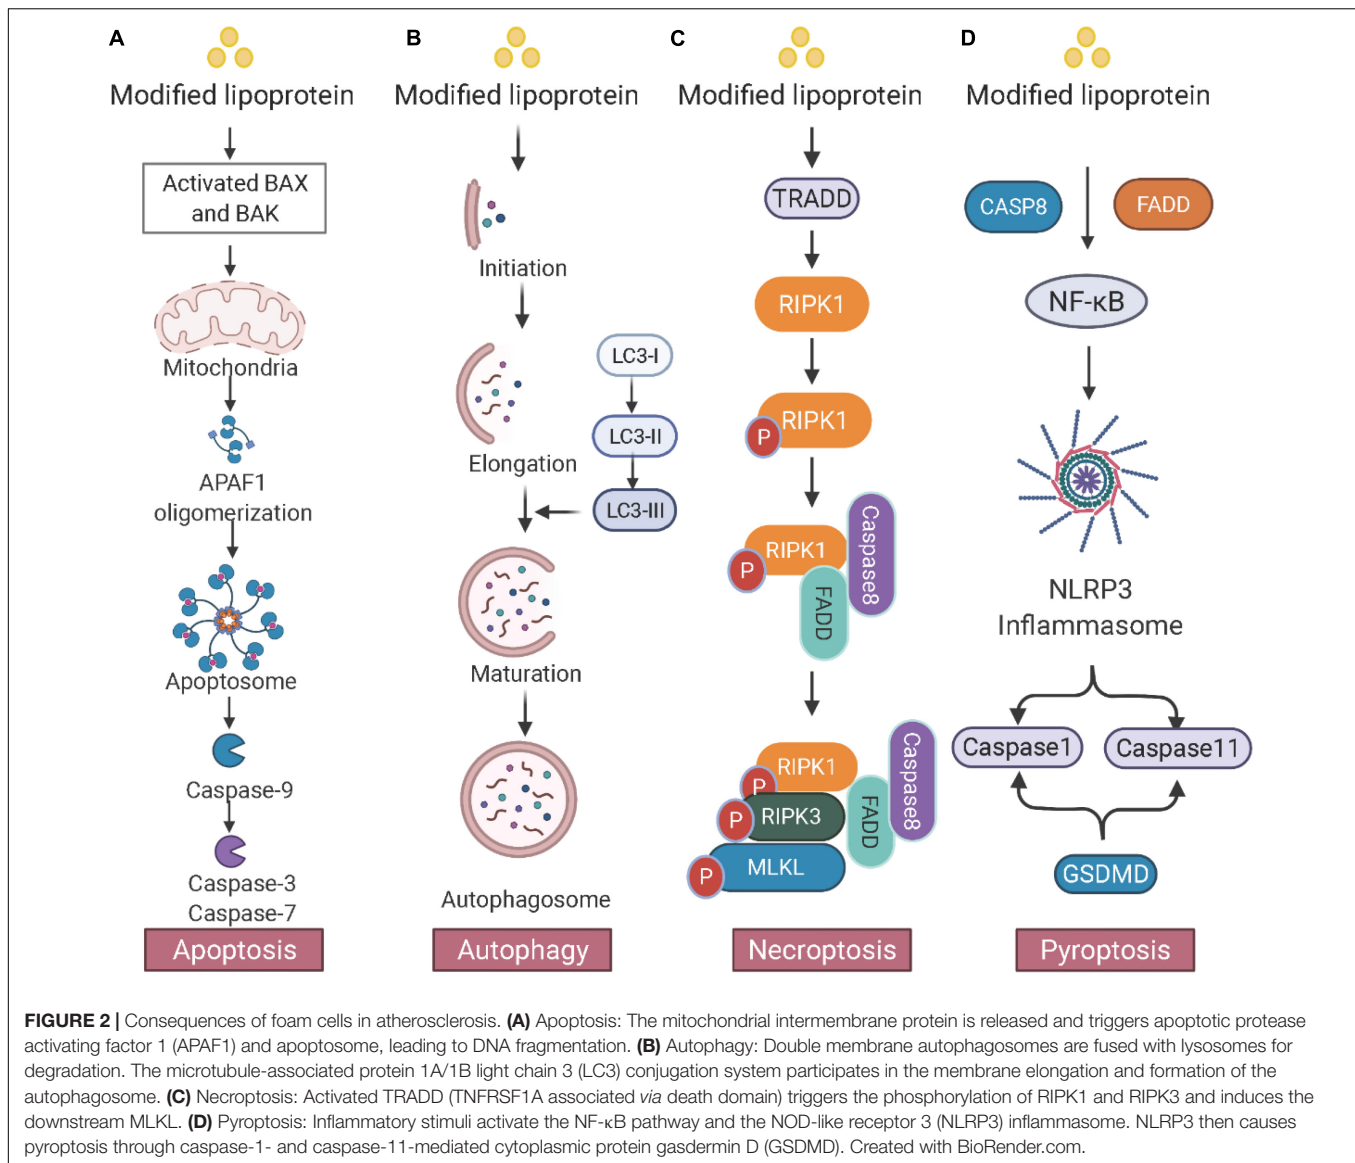 A
Modified lipoprotein
Activated BAX
and BAK
Mitochondria
APAF1
oligomerization
Apoptosome
Caspase-9
Caspase-3
Caspase-7
Apoptosis
B
Modified lipoprotein
Initiation
Elongation
LC3-I
LC3-II
LC3-III
Maturation
Autophagosome
Autophagy
C
Modified lipoprotein
TRADD
RIPK1
RIPK1
P
RIPK1
P
Caspase8
FADD
RIPK1
P
RIPK3
P
MLKL
P
FADD
Caspase8
Necroptosis
D
Modified lipoprotein
CASP8
FADD
NF-κB
NLRP3
Inflammasome
Caspase1
Caspase11
GSDMD
Pyroptosis
FIGURE 2 | Consequences of foam cells in atherosclerosis. (A) Apoptosis: The mitochondrial intermembrane protein is released and triggers apoptotic protease
activating factor 1 (APAF1) and apoptosome, leading to DNA fragmentation. (B) Autophagy: Double membrane autophagosomes are fused with lysosomes for
degradation. The microtubule-associated protein 1A/1B light chain 3 (LC3) conjugation system participates in the membrane elongation and formation of the
autophagosome. (C) Necroptosis: Activated TRADD (TNFRSF1A associated via death domain) triggers the phosphorylation of RIPK1 and RIPK3 and induces the
downstream MLKL. (D) Pyroptosis: Inflammatory stimuli activate the NF-κB pathway and the NOD-like receptor 3 (NLRP3) inflammasome. NLRP3 then causes
pyroptosis through caspase-1- and caspase-11-mediated cytoplasmic protein gasdermin D (GSDMD). Created with BioRender.com.